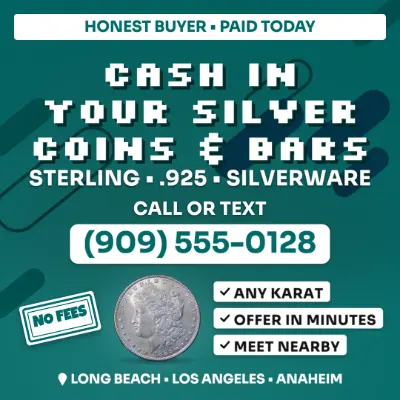 HONEST BUYER • PAID TODAY
CASH IN
YOUR SILVER
COINS & BARS
STERLING • .925 • SILVERWARE
CALL OR TEXT
(909) 555-0128
NO FEES
✓ ANY KARAT
✓ OFFER IN MINUTES
✓ MEET NEARBY
LONG BEACH • LOS ANGELES • ANAHEIM